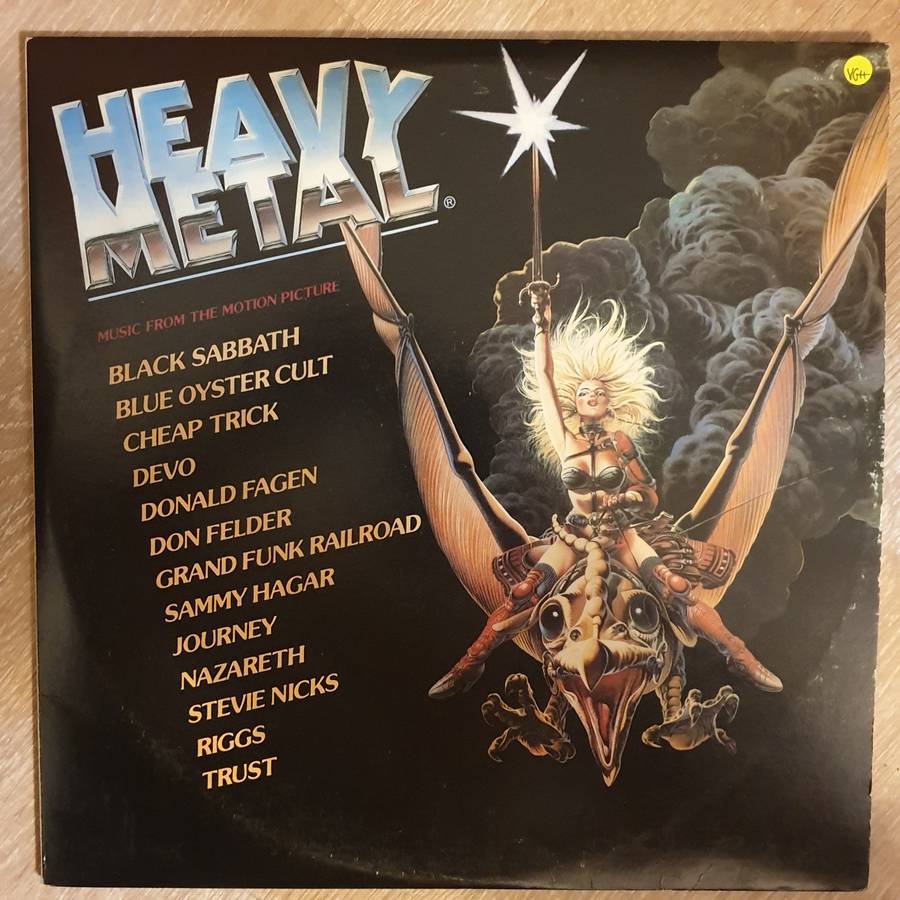 HEAVY
METAL®
MUSIC FROM THE MOTION PICTURE
BLACK SABBATH
BLUE OYSTER CULT
CHEAP TRICK
DEVO
DONALD FAGEN
DON FELDER
GRAND FUNK RAILROAD
SAMMY HAGAR
JOURNEY
NAZARETH
STEVIE NICKS
RIGGS
TRUST
VG++